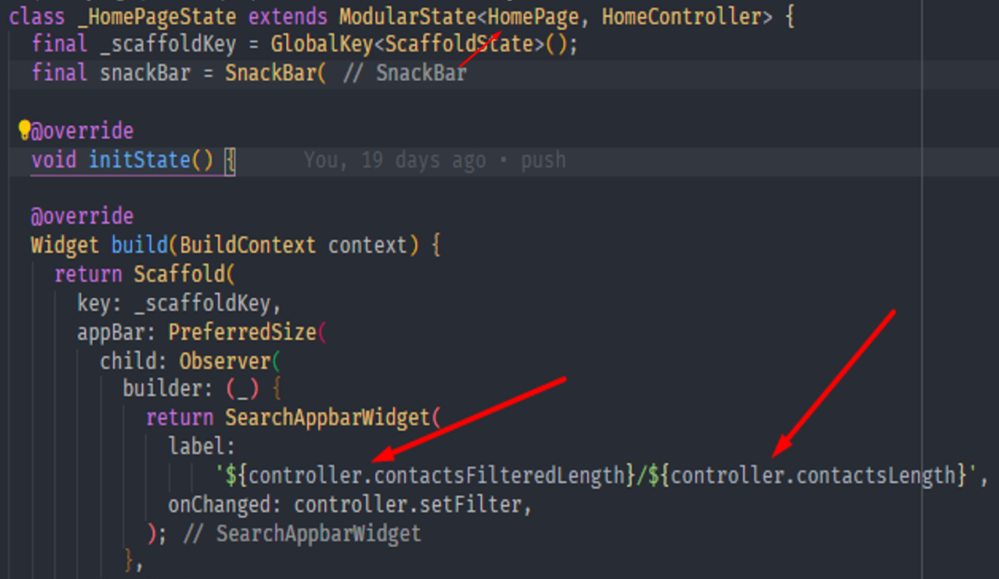 class _HomePageState extends ModularState<HomePage, HomeController> {
final _scaffoldKey = GlobalKey<ScaffoldState>();
final snackBar = SnackBar( // SnackBar
@override
void initState() { You, 19 days ago • push
@override
Widget build(BuildContext context) {
return Scaffold(
key: _scaffoldKey,
appBar: PreferredSize(
child: Observer(
builder: (_) {
return SearchAppbarWidget(
label:
'${controller.contactsFilteredLength}/${controller.contactsLength}',
onChanged: controller.setFilter,
); // SearchAppbarWidget
},